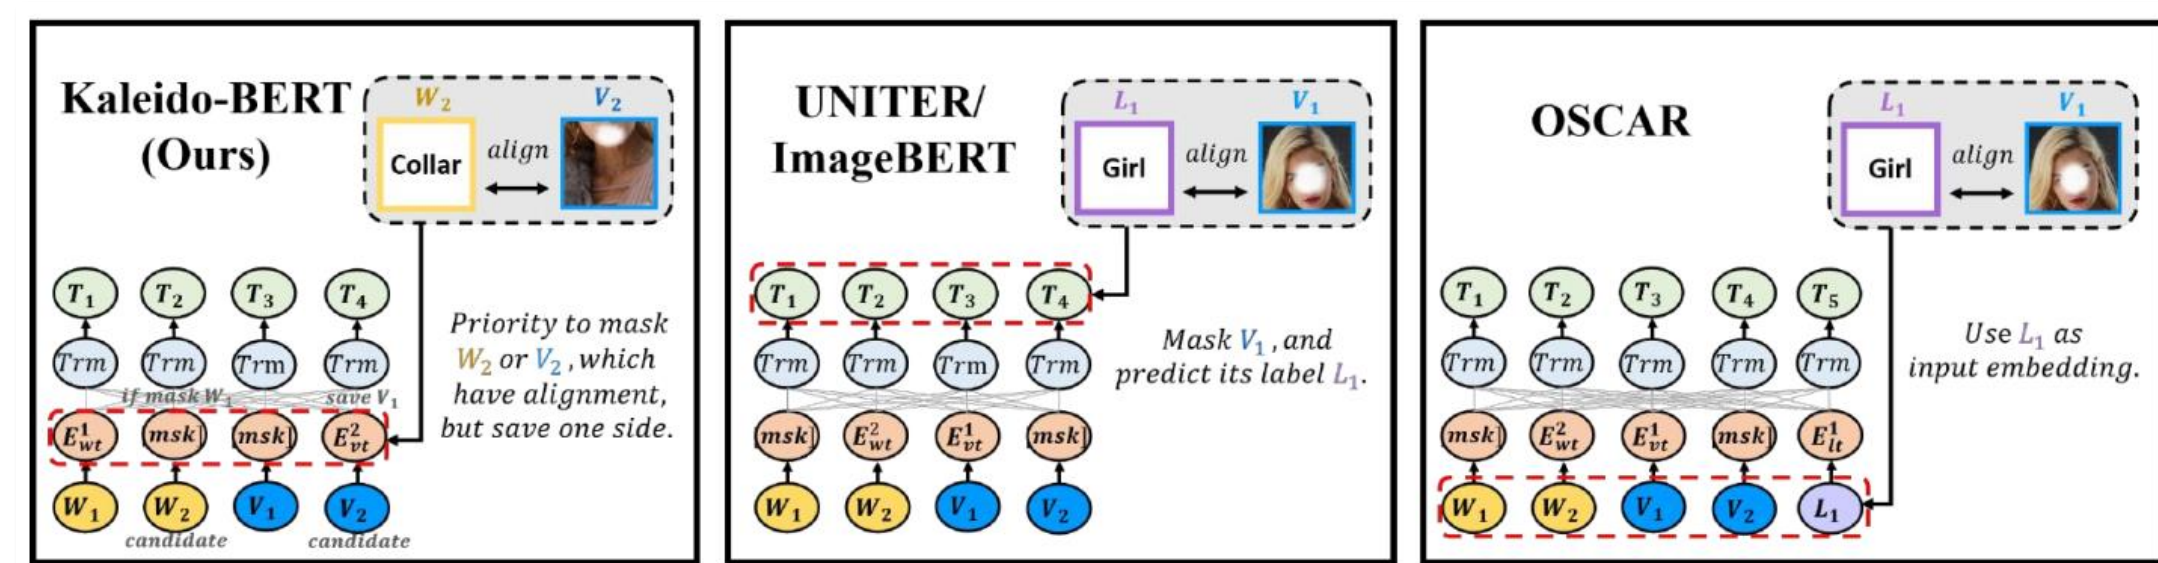 Kaleido-BERT
(Ours)
W₂ V₂
Collar align
T₁ T₂ T₃ T₄
Trm Trm Trm Trm
if mask W₁ save V₁
E¹wt [msk] [msk] E²vt
W₁ W₂ V₁ V₂
candidate candidate
Priority to mask
W₂ or V₂, which
have alignment,
but save one side.
UNITER/
ImageBERT
L₁ V₁
Girl align
T₁ T₂ T₃ T₄
Trm Trm Trm Trm
[msk] E²wt E¹vt [msk]
W₁ W₂ V₁ V₂
Mask V₁, and
predict its label L₁.
OSCAR
L₁ V₁
Girl align
T₁ T₂ T₃ T₄ T₅
Trm Trm Trm Trm Trm
[msk] E²wt E¹vt [msk] E¹lt
W₁ W₂ V₁ V₂ L₁
Use L₁ as
input embedding.